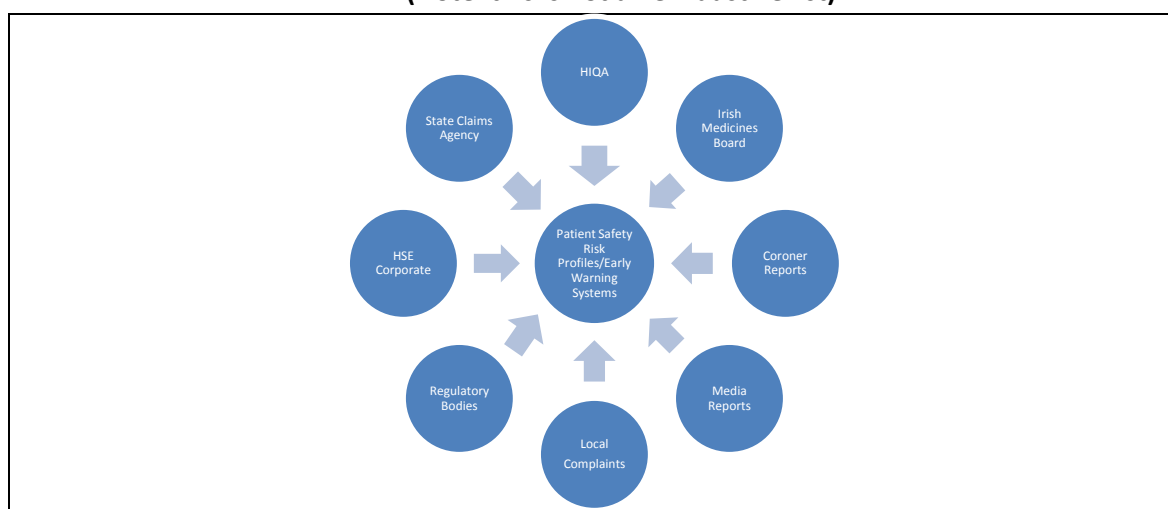 HIQA
State Claims
Agency
Irish
Medicines
Board
HSE
Corporate
Patient Safety
Risk
Profiles/Early
Warning
Systems
Coroner
Reports
Regulatory
Bodies
Media
Reports
Local
Complaints